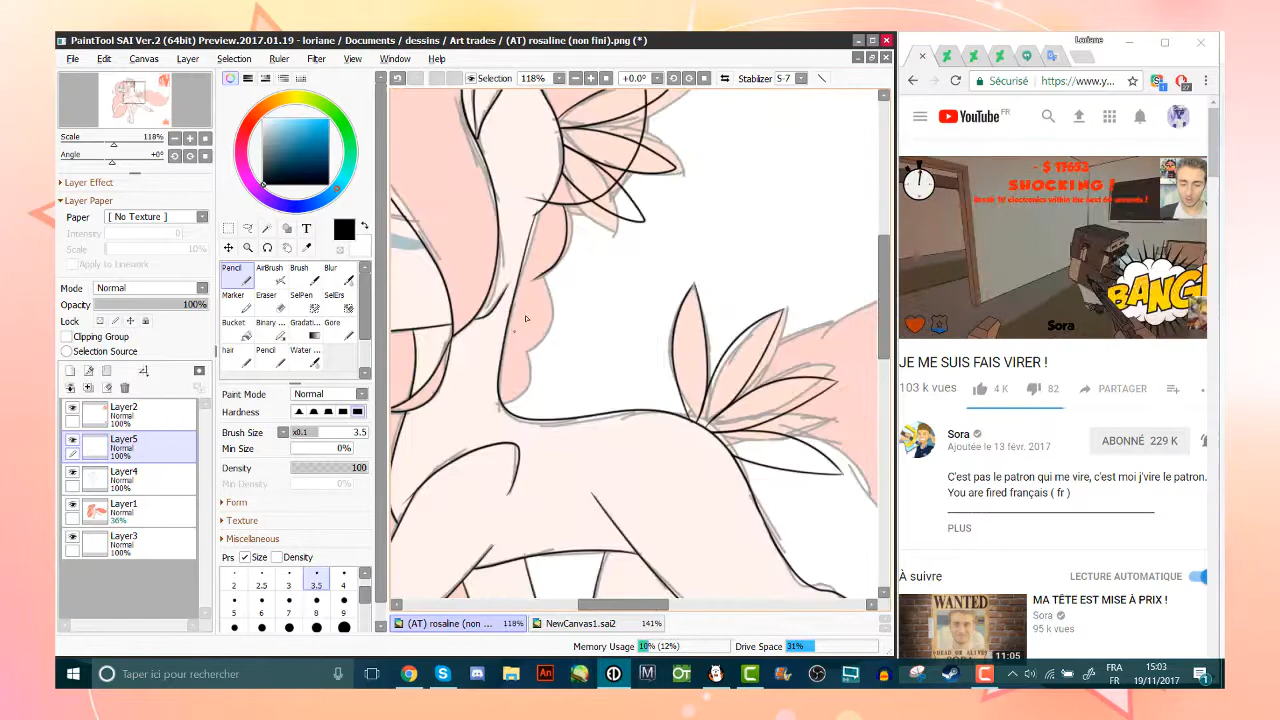 PaintTool SAI Ver.2 (64bit) Preview.2017.01.19 - loriane / Documents / dessins / Art trades / (AT) rosaline (non fini).png (*)
File Edit Canvas Layer Selection Ruler Filter View Window Help
Selection 118% +0.0° Stabilizer S-7
Scale 118%
Angle +0°
Layer Effect
Layer Paper
Paper [ No Texture ]
Intensity 0
Scale 10%
Apply to Linework
Mode Normal
Opacity 100%
Lock
Clipping Group
Selection Source
Layer2
Normal
100%
Layer5
Normal
100%
Layer4
Normal
100%
Layer1
Normal
36%
Layer3
Normal
100%
T
Pencil AirBrush Brush Blur
Marker Eraser SelPen SelErs
Bucket Binary ... Gradati... Gore
hair Pencil Water ...
Paint Mode Normal
Hardness
Brush Size x0.1 3.5
Min Size 0%
Density 100
Min Density 0%
Form
Texture
Miscellaneous
Prs Size Density
2 2.5 3 3.5 4
5 6 7 8 9
(AT) rosaline (non ... 118% NewCanvas1.sai2 141%
Memory Usage 10% (12%) Drive Space 31%
Loriane
Sécurisé https://www.y
YouTube FR
- $ 17653
SHOCKING !
BANG!
Sora
JE ME SUIS FAIS VIRER !
103 k vues 4 K 82 PARTAGER
Sora
Ajoutée le 13 févr. 2017
ABONNÉ 229 K
C'est pas le patron qui me vire, c'est moi j'vire le patron.
You are fired français ( fr )
PLUS
À suivre LECTURE AUTOMATIQUE
WANTED
11:05
MA TÊTE EST MISE À PRIX !
Sora
95 k vues
Taper ici pour rechercher
An
M
OT
FRA
FR
15:03
19/11/2017
1